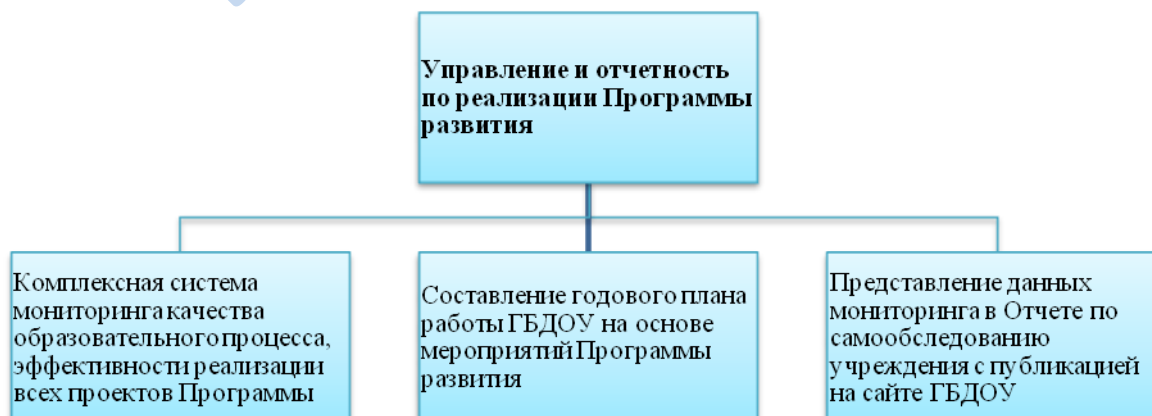 Управление и отчетность
по реализации Программы
развития
Комплексная система
мониторинга качества
образовательного процесса,
эффективности реализации
всех проектов Программы
Составление годового плана
работы ГБДОУ на основе
мероприятий Программы
развития
Представление данных
мониторинга в Отчете по
самообследованию
учреждения с публикацией
на сайте ГБДОУ